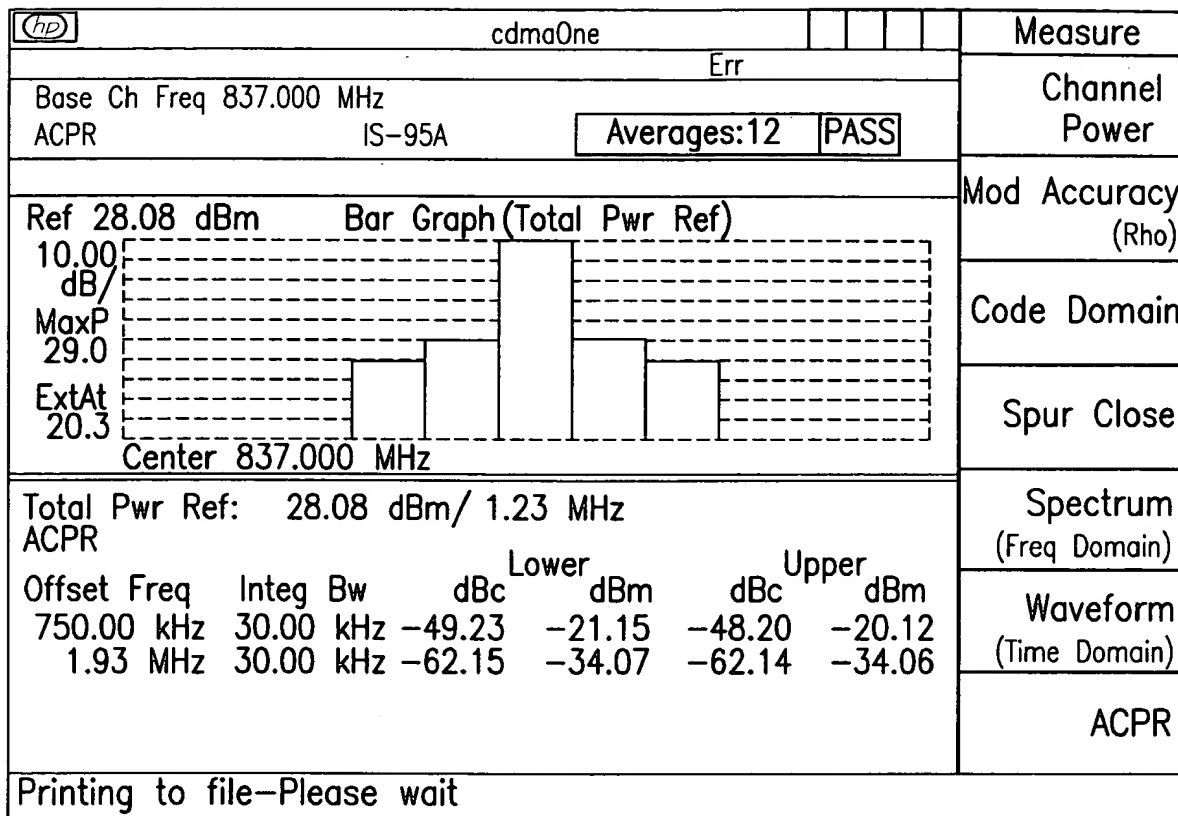 hp
cdmaOne
Err
Base Ch Freq 837.000 MHz
ACPR IS-95A Averages:12 PASS
Ref 28.08 dBm Bar Graph (Total Pwr Ref)
10.00
dB/
MaxP
29.0
ExtAt
20.3
Center 837.000 MHz
Total Pwr Ref: 28.08 dBm/ 1.23 MHz
ACPR
Lower Upper
Offset Freq Integ Bw dBc dBm dBc dBm
750.00 kHz 30.00 kHz -49.23 -21.15 -48.20 -20.12
1.93 MHz 30.00 kHz -62.15 -34.07 -62.14 -34.06
Printing to file-Please wait
Measure
Channel
Power
Mod Accuracy
(Rho)
Code Domain
Spur Close
Spectrum
(Freq Domain)
Waveform
(Time Domain)
ACPR